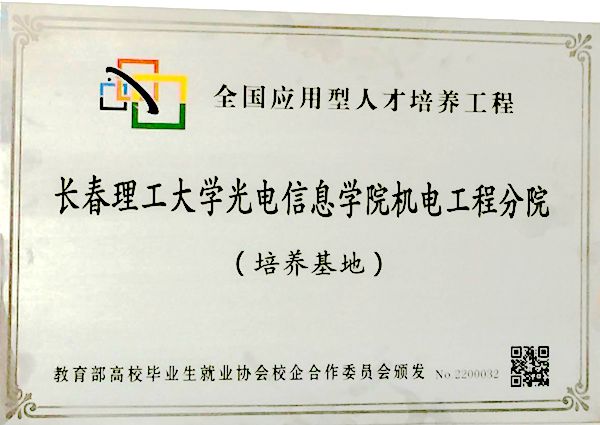 全国应用型人才培养工程
长春理工大学光电信息学院机电工程分院
（培养基地）
教育部高校毕业生就业协会校企合作委员会颁发 No 2200032